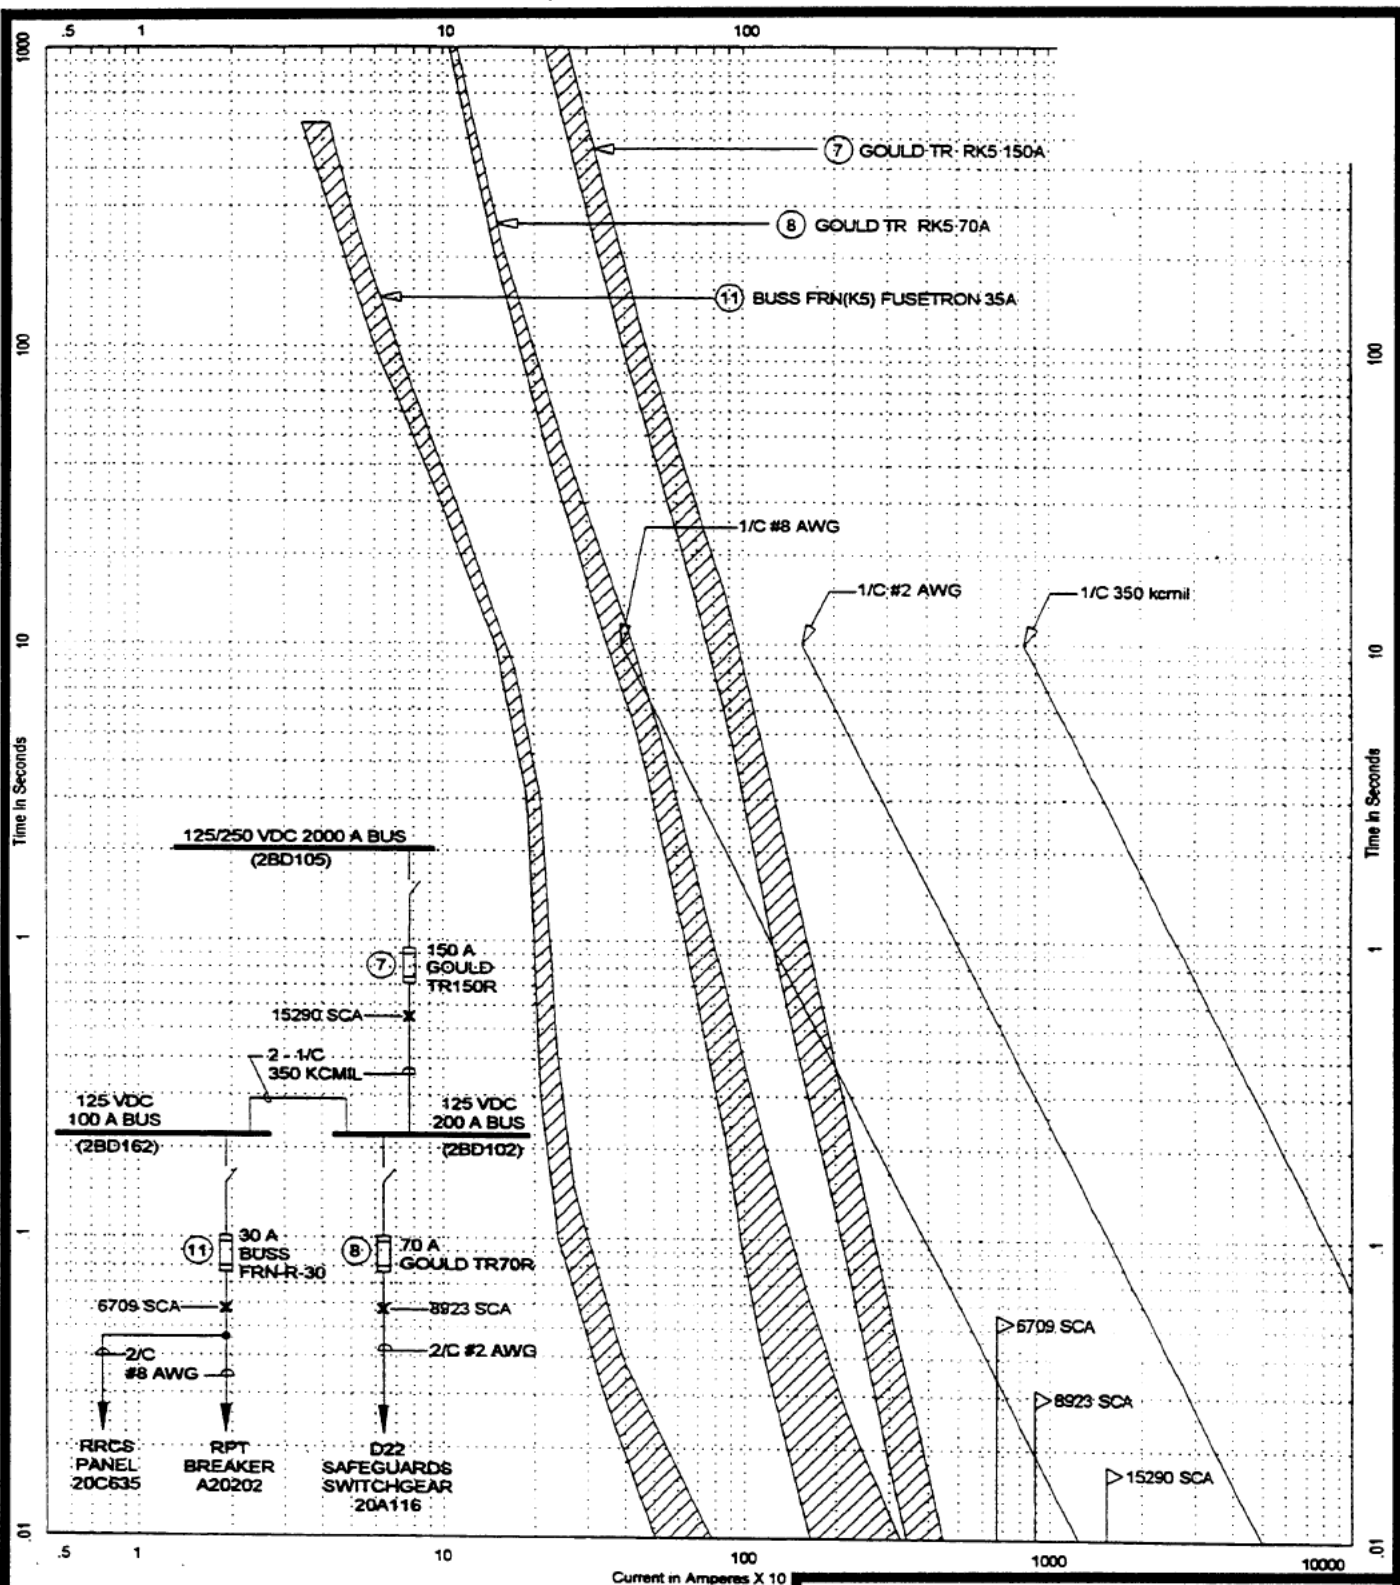 .5 1 10 100
1000
7 GOULD TR RK5 150A
8 GOULD TR RK5 70A
11 BUSS FRN(K5) FUSETRON 35A
100 100
1/C #8 AWG
1/C #2 AWG
1/C 350 kcmil
10 10
Time In Seconds
Time in Seconds
125/250 VDC 2000 A BUS
(2BD105)
1 1
7
150 A
GOULD
TR150R
15290 SCA
2 - 1/C
350 KCMIL
125 VDC
100 A BUS
(2BD162)
125 VDC
200 A BUS
(2BD102)
.1 .1
11
30 A
BUSS
FRN-R-30
8
70 A
GOULD TR70R
6709 SCA
8923 SCA
2/C
#8 AWG
2/C #2 AWG
6709 SCA
8923 SCA
15290 SCA
RRCS
PANEL
20C635
RPT
BREAKER
A20202
D22
SAFEGUARDS
SWITCHGEAR
20A116
.01 .01
.5 1 10 100 1000 10000
Current in Amperes X 10